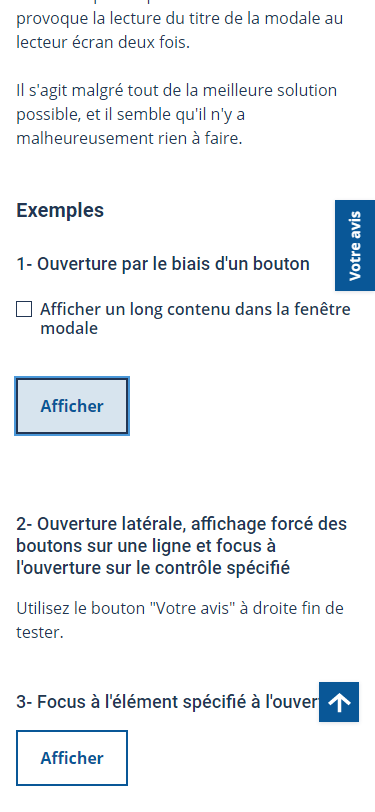 provoque la lecture du titre de la modale au
lecteur écran deux fois.
Il s'agit malgré tout de la meilleure solution
possible, et il semble qu'il n'y a
malheureusement rien à faire.
Exemples
Votre avis
1- Ouverture par le biais d'un bouton
Afficher un long contenu dans la fenêtre
modale
Afficher
2- Ouverture latérale, affichage forcé des
boutons sur une ligne et focus à
l'ouverture sur le contrôle spécifié
Utilisez le bouton "Votre avis" à droite fin de
tester.
3- Focus à l'élément spécifié à l'ouver
Afficher